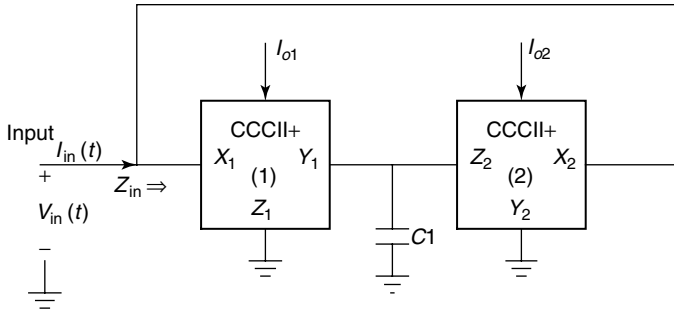 I_o1
I_o2
Input
I_in (t)
CCCII+
CCCII+
X_1
Y_1
Z_2
X_2
+
Z_in ⇒
(1)
(2)
V_in (t)
Z_1
Y_2
C1
−